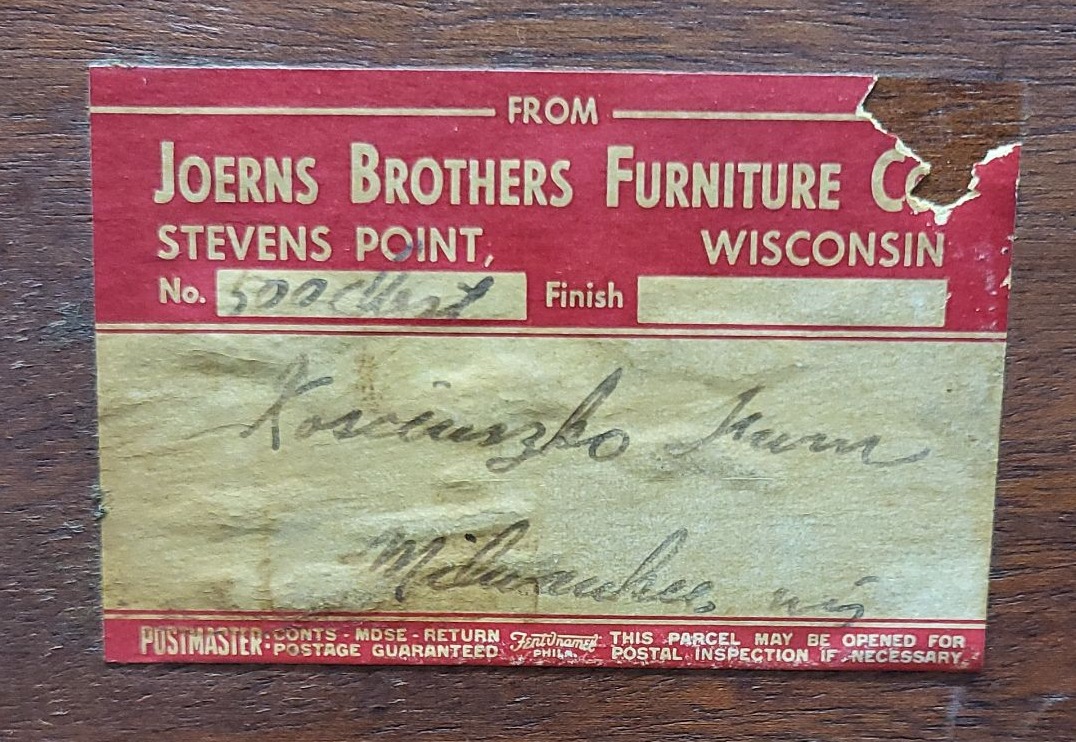 FROM
JOERNS BROTHERS FURNITURE C
STEVENS POINT, WISCONSIN
No. 500 Chest Finish
Kosciuszko Furn
Milwaukee, Wis
POSTMASTER: CONTS - MDSE - RETURN POSTAGE GUARANTEED
PHILA.
THIS PARCEL MAY BE OPENED FOR
POSTAL INSPECTION IF NECESSARY.